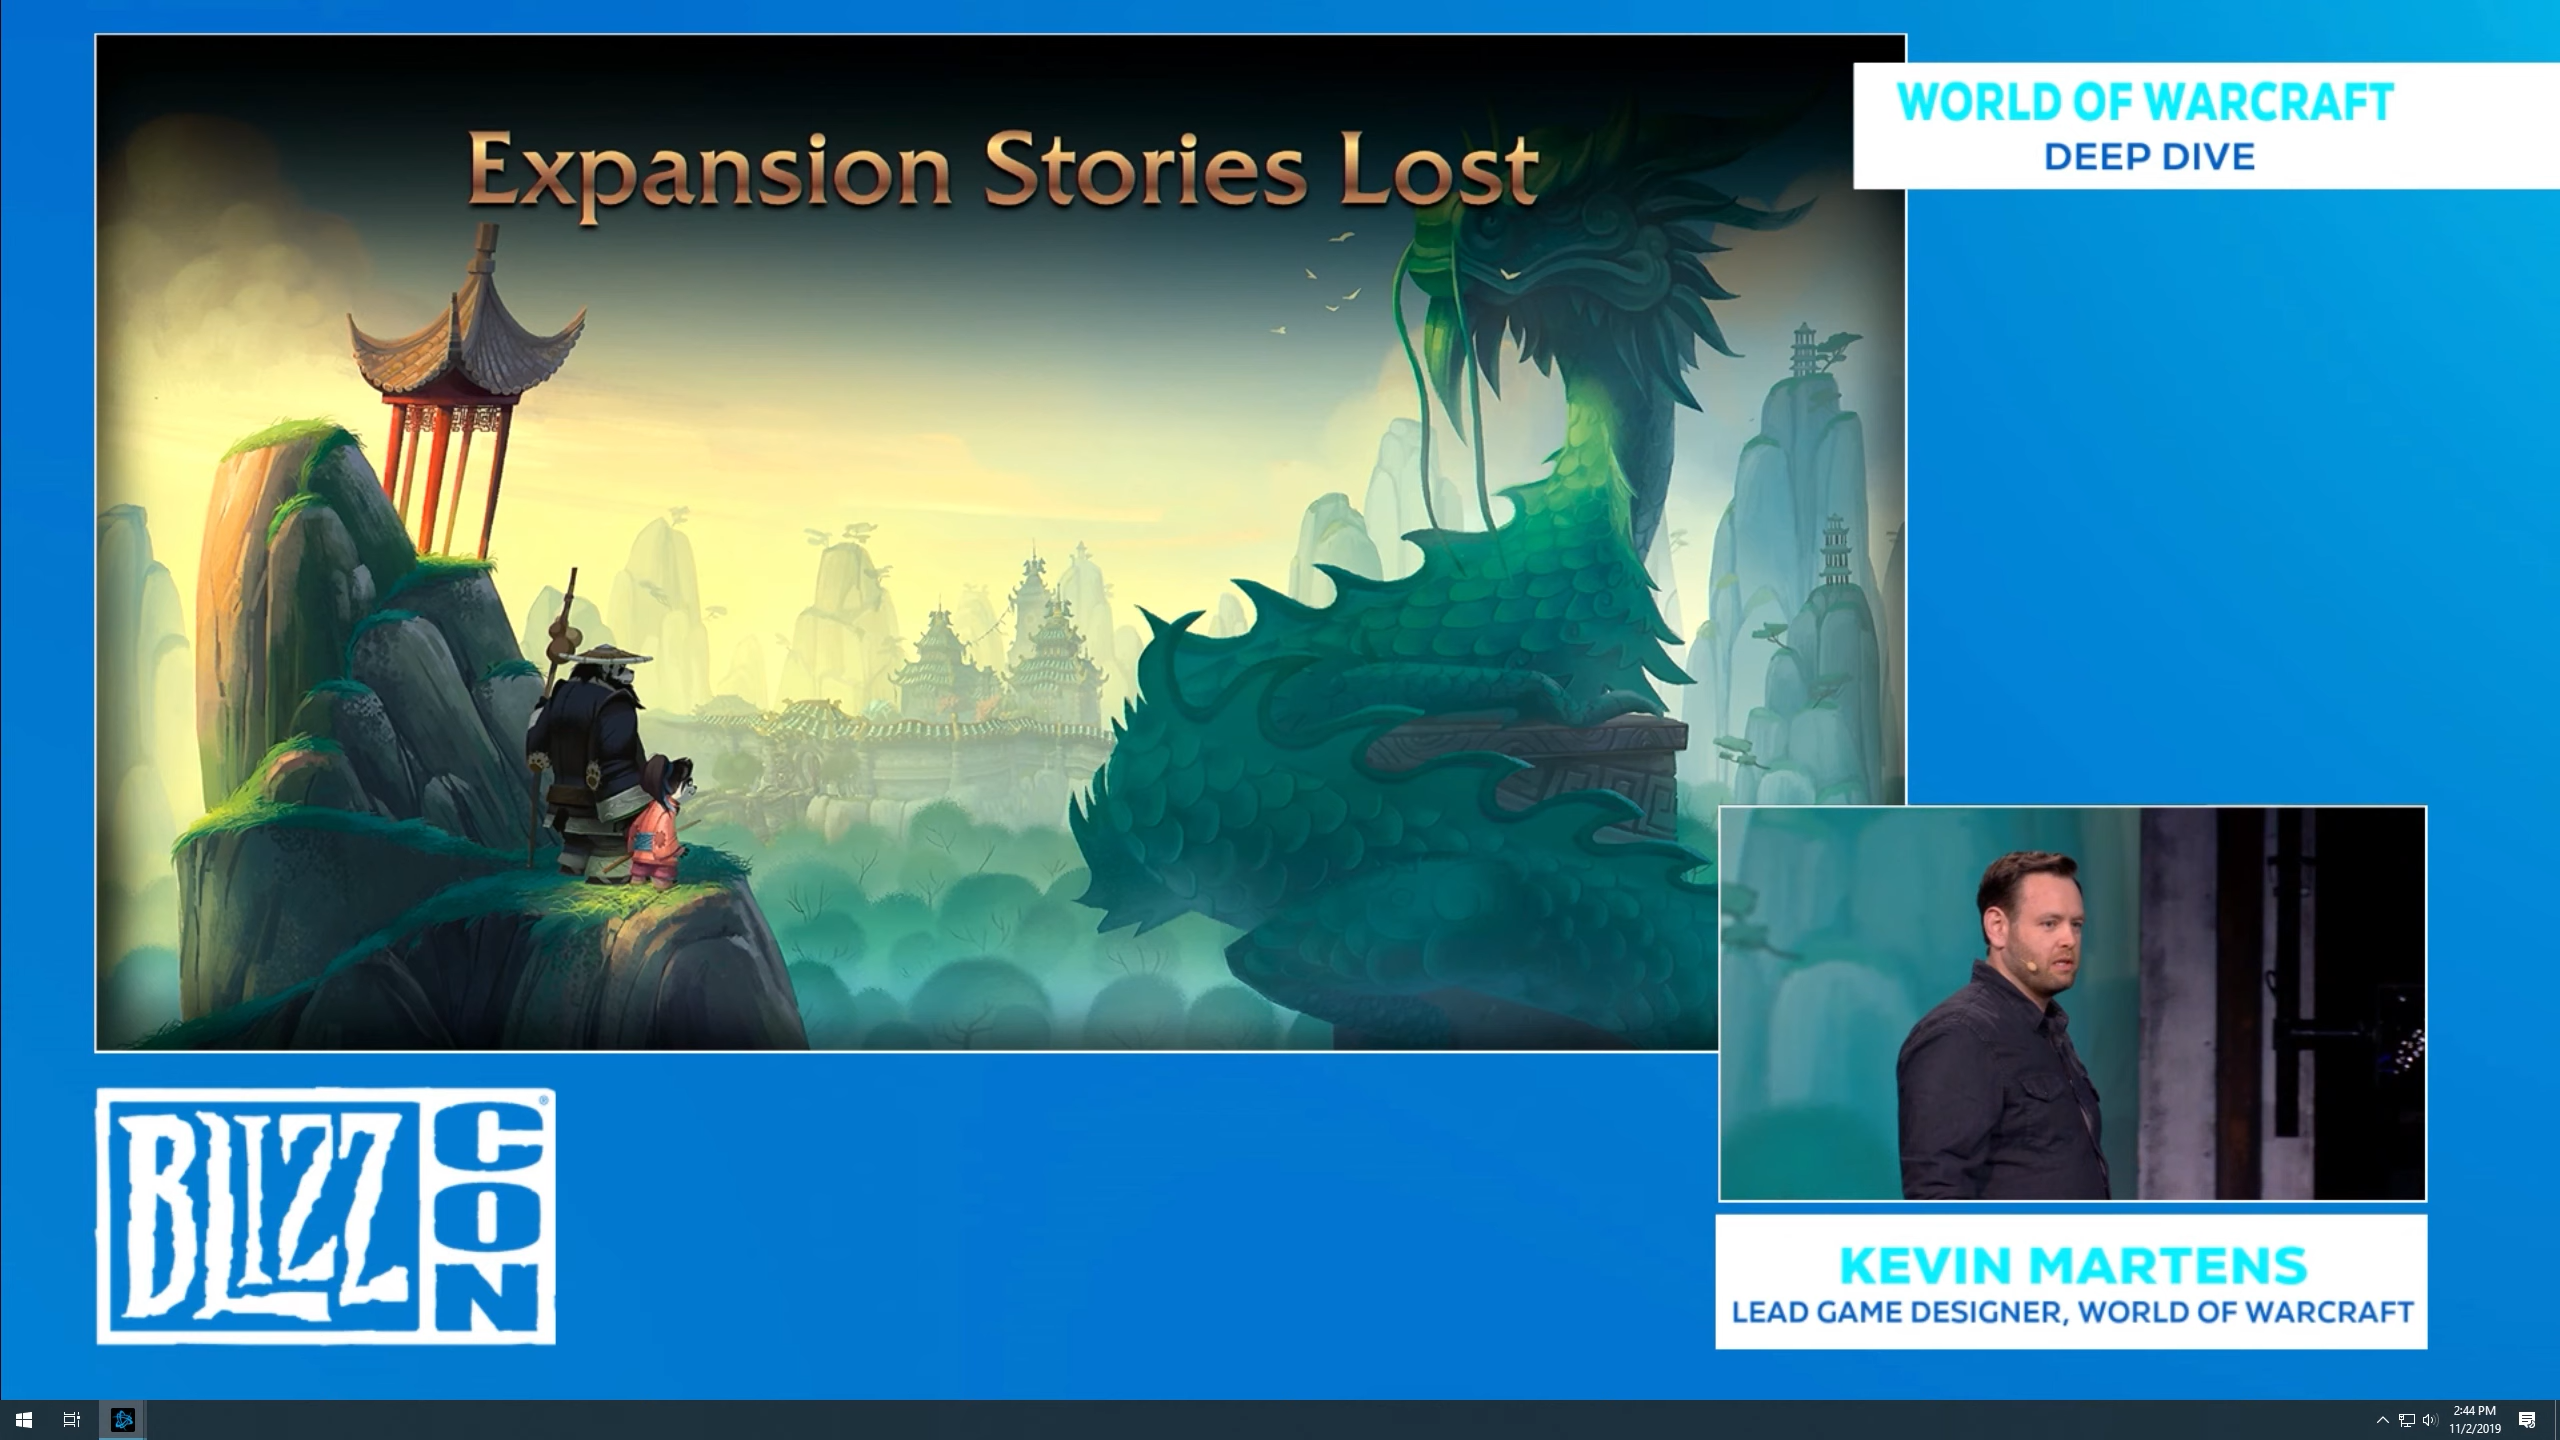 Expansion Stories Lost
WORLD OF WARCRAFT
DEEP DIVE
BLIZZ
CON
®
KEVIN MARTENS
LEAD GAME DESIGNER, WORLD OF WARCRAFT
2:44 PM
11/2/2019